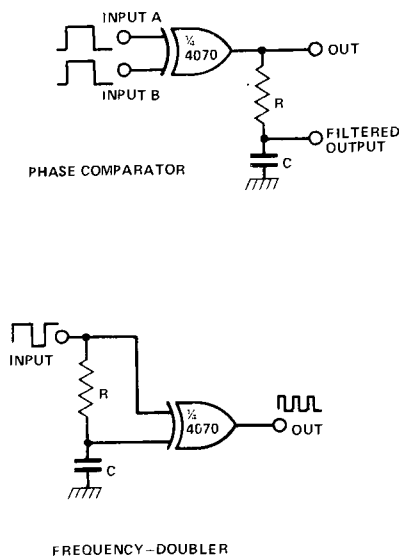 INPUT A
¼
4070
OUT
INPUT B
R
FILTERED
OUTPUT
C
PHASE COMPARATOR
INPUT
R
¼
4070
OUT
C
FREQUENCY-DOUBLER